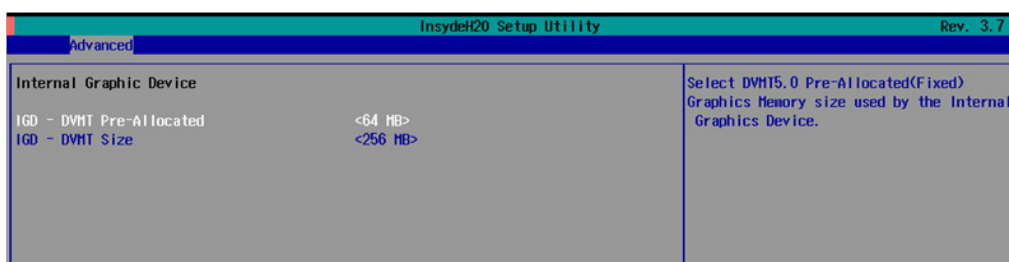 InsydeH2O Setup Utility Rev. 3.7
Advanced
Internal Graphic Device
IGD - DVMT Pre-Allocated <64 MB>
IGD - DVMT Size <256 MB>
Select DVMT5.0 Pre-Allocated(Fixed)
Graphics Memory size used by the Internal
Graphics Device.